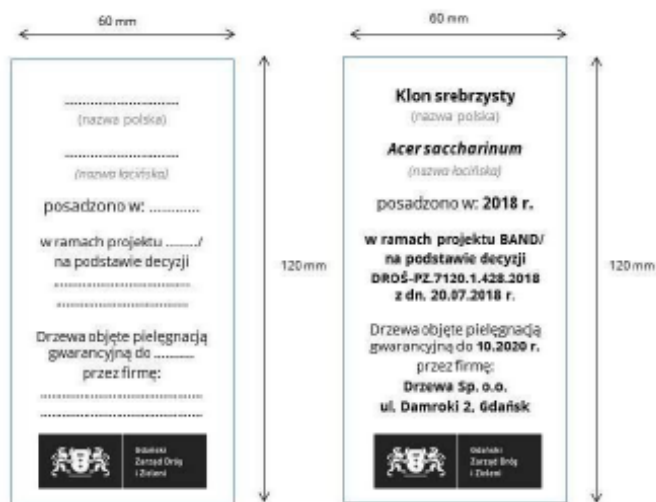 60 mm
..............................
(nazwa polska)
..............................
(nazwa łacińska)
posadzono w: ............
w ramach projektu ........./
na podstawie decyzji
...................................
...................................
Drzewa objęte pielęgnacją
gwarancyjną do ..........
przez firmę:
...........................................
...........................................
Gdański
Zarząd Dróg
i Zieleni
120 mm
60 mm
Klon srebrzysty
(nazwa polska)
Acer saccharinum
(nazwa łacińska)
posadzono w: 2018 r.
w ramach projektu BAND/
na podstawie decyzji
DROŚ-PZ.7120.1.428.2018
z dn. 20.07.2018 r.
Drzewa objęte pielęgnacją
gwarancyjną do 10.2020 r.
przez firmę:
Drzewa Sp. o.o.
ul. Damroki 2, Gdańsk
Gdański
Zarząd Dróg
i Zieleni
120 mm